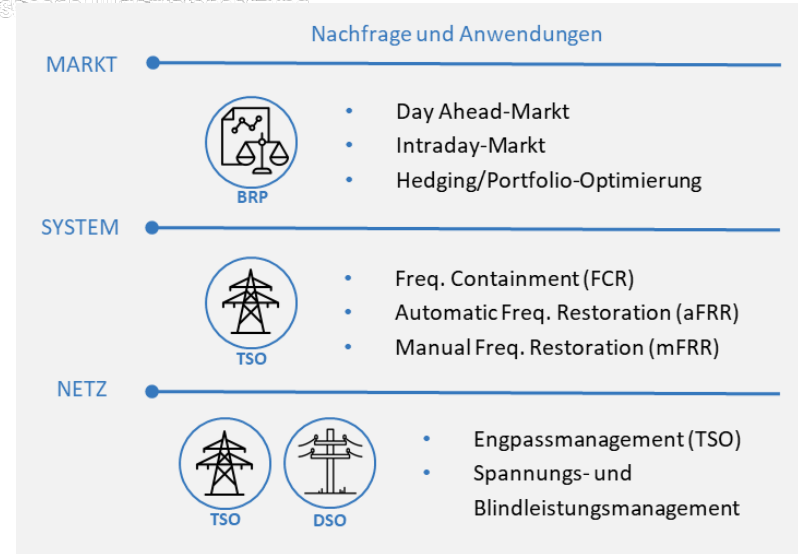 Nachfrage und Anwendungen
MARKT
• Day Ahead-Markt
• Intraday-Markt
• Hedging/Portfolio-Optimierung
BRP
SYSTEM
• Freq. Containment (FCR)
• Automatic Freq. Restoration (aFRR)
• Manual Freq. Restoration (mFRR)
TSO
NETZ
• Engpassmanagement (TSO)
• Spannungs- und
Blindleistungsmanagement
TSO DSO